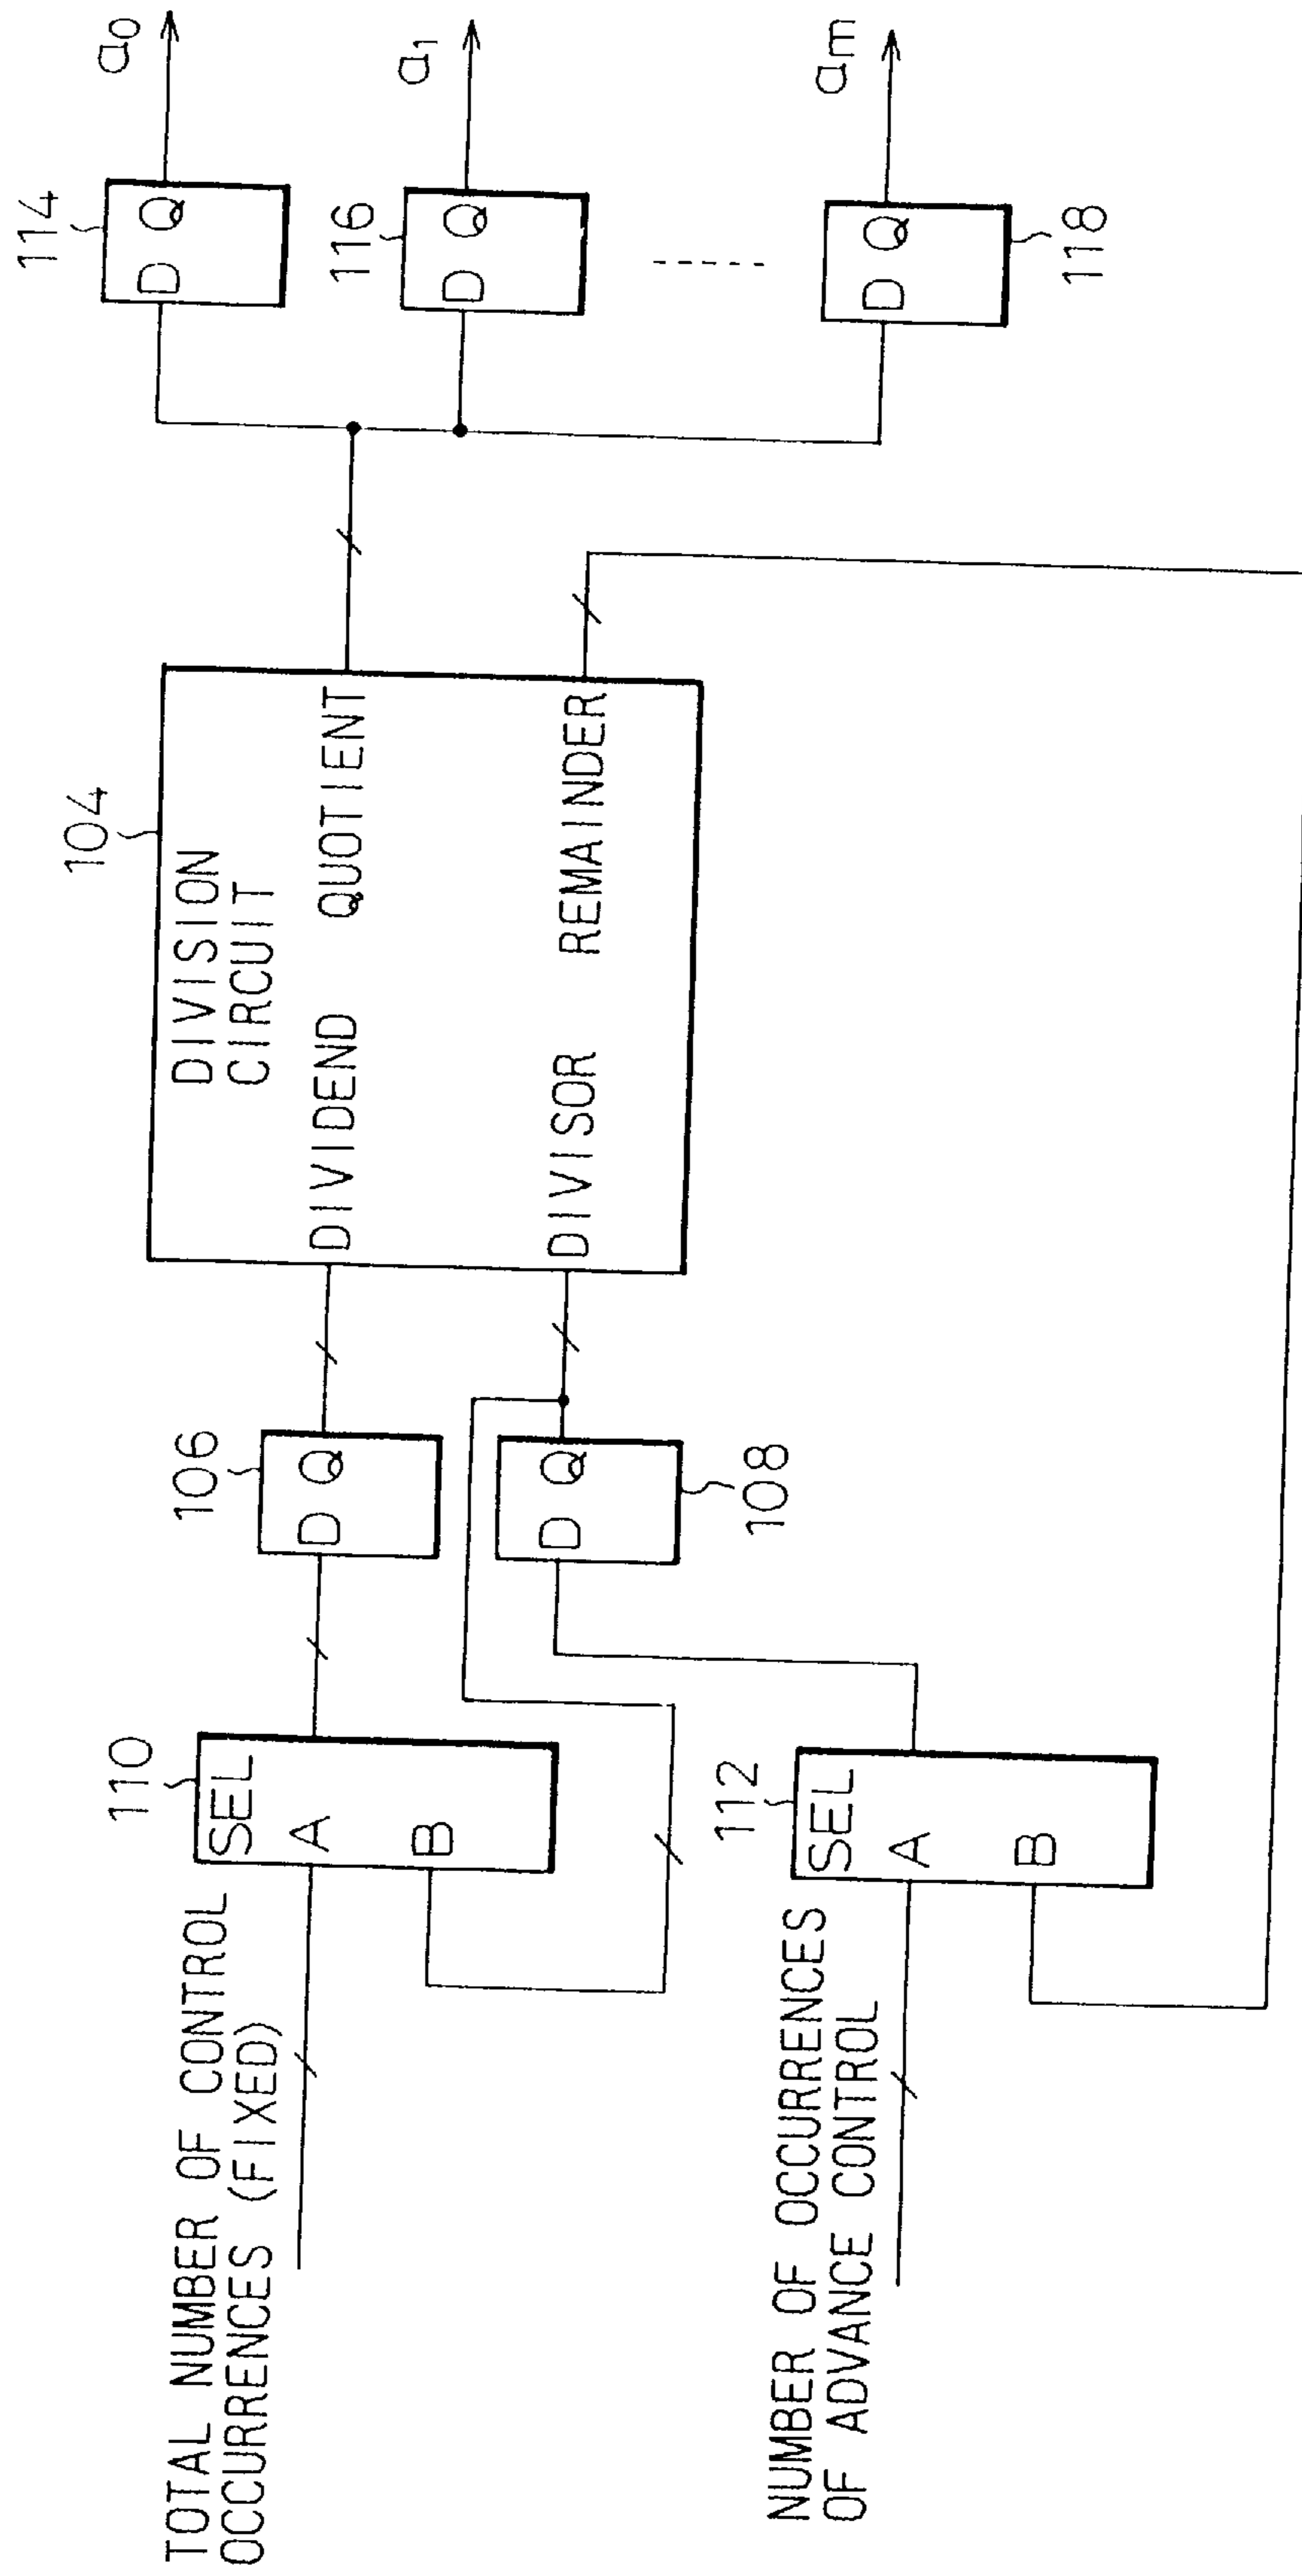 TOTAL NUMBER OF CONTROL
OCCURRENCES (FIXED)
110
SEL
A
B
106
D Q
104
DIVISION
CIRCUIT
DIVIDEND QUOTIENT
DIVISOR REMAINDER
108
D Q
NUMBER OF OCCURRENCES
OF ADVANCE CONTROL
112
SEL
A
B
114
D Q
a0
116
D Q
a1
118
D Q
am